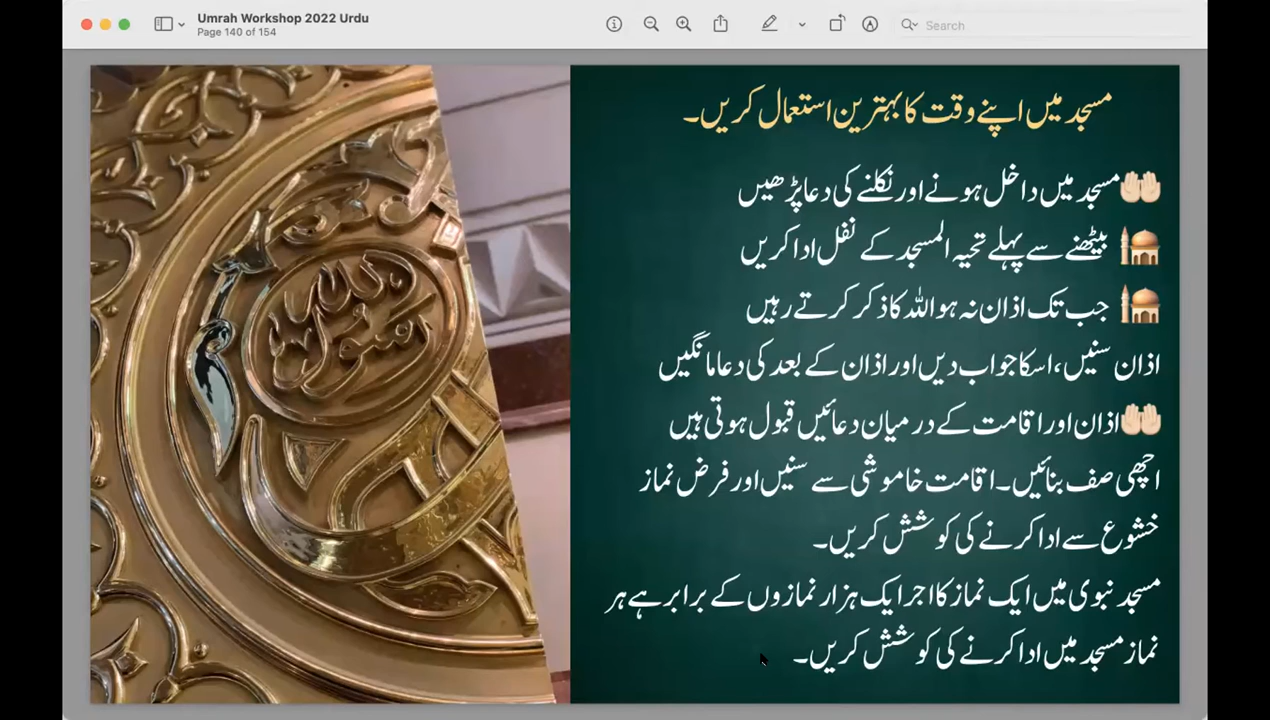 Umrah Workshop 2022 Urdu
Page 140 of 154
Search
مسجد میں اپنے وقت کا بہترین استعمال کریں۔
🤲🏻مسجد میں داخل ہونے اور نکلنے کی دعا پڑھیں
🕌 بیٹھنے سے پہلے تحیہ المسجد کے نفل ادا کریں
🕌 جب تک اذان نہ ہو اللہ کا ذکر کرتے رہیں
اذان سنیں، اسکا جواب دیں اور اذان کے بعد کی دعا مانگیں
🤲🏻اذان اور اقامت کے درمیان دعائیں قبول ہوتی ہیں
اچھی صف بنائیں۔ اقامت خاموشی سے سنیں اور فرض نماز
خشوع سے ادا کرنے کی کوشش کریں۔
مسجد نبوی میں ایک نماز کا اجر ایک ہزار نمازوں کے برابر ہے ہر
نماز مسجد میں ادا کرنے کی کوشش کریں۔